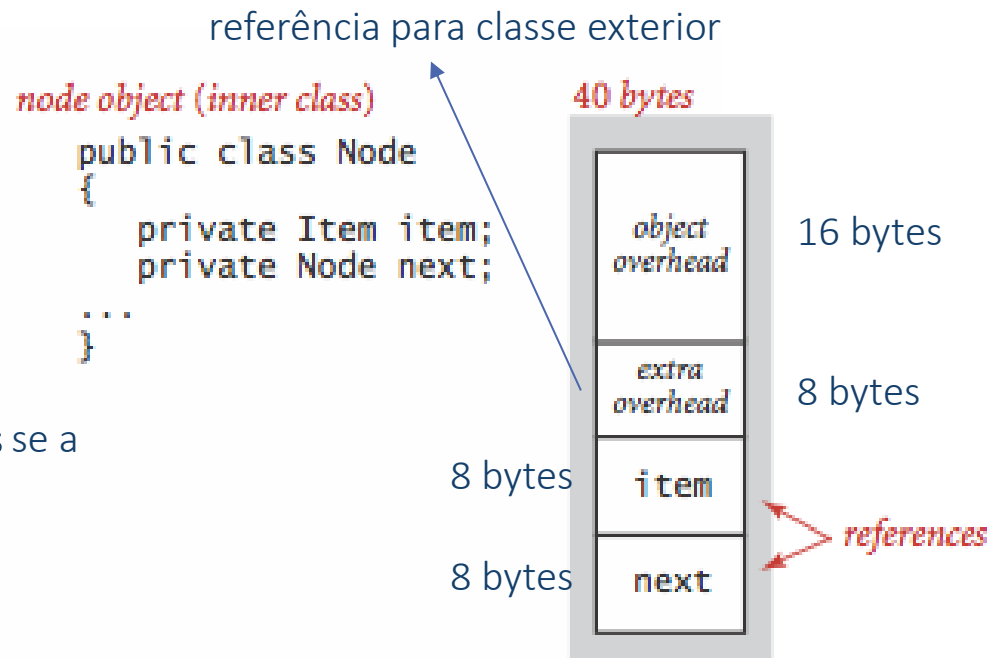 referência para classe exterior
node object (inner class)
40 bytes
public class Node
{
private Item item;
private Node next;
...
}
object
overhead
16 bytes
extra
overhead
8 bytes
s se a
8 bytes
item
references
8 bytes
next